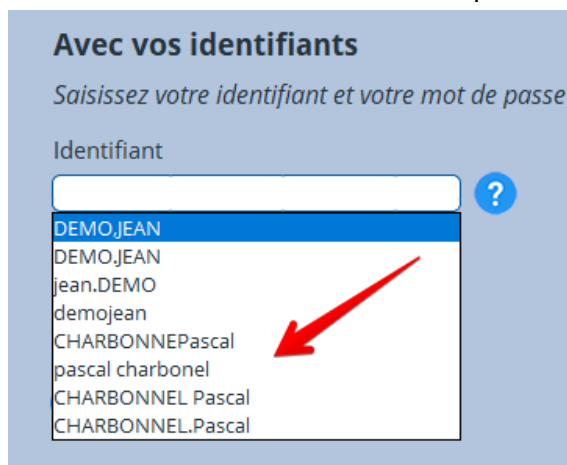 Avec vos identifiants
Saisissez votre identifiant et votre mot de passe
Identifiant
?
DEMO,JEAN
DEMO.JEAN
jean.DEMO
demojean
CHARBONNEPascal
pascal charbonel
CHARBONNEL Pascal
CHARBONNEL.Pascal